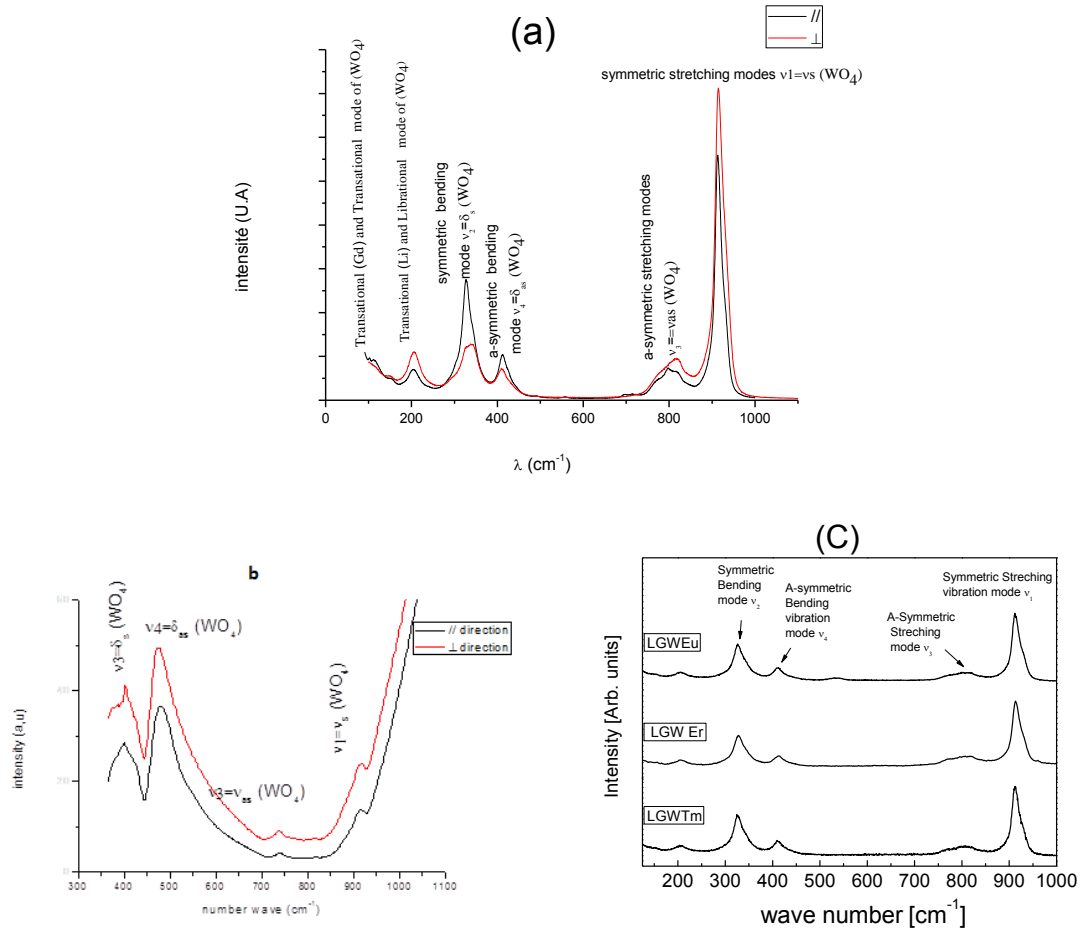 (a)
//
⊥
symmetric stretching modes ν1=νs (WO4)
Transational (Gd) and Transational mode of (WO4)
Transational (Li) and Librational mode of (WO4)
symmetric bending
mode ν2=δs (WO4)
a-symmetric bending
mode ν4=δas (WO4)
a-symmetric stretching modes
ν3==νas (WO4)
intensité (U.A)
0 200 400 600 800 1000
λ (cm-1)
b
// direction
⊥ direction
ν3=δs (WO4)
ν4=δas (WO4)
ν3=νas (WO4)
ν1=νs (WO4)
intensity (a,u)
60
40
20
0
300 400 500 600 700 800 900 1000 1100
number wave (cm-1)
(C)
Symmetric
Bending
mode ν2
A-symmetric
Bending
vibration
mode ν4
A-Symmetric
Streching
mode ν3
Symmetric Streching
vibration mode ν1
LGWEu
LGW Er
LGWTm
Intensity [Arb. units]
200 300 400 500 600 700 800 900 1000
wave number [cm-1]